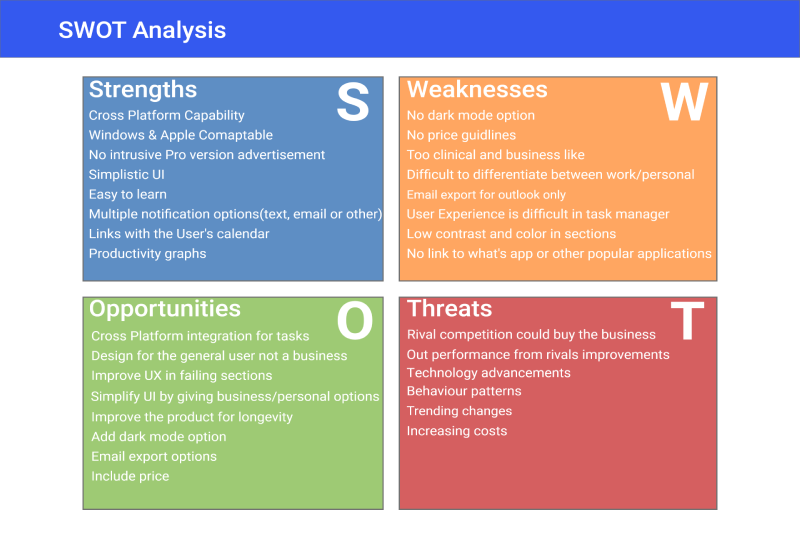 SWOT Analysis
Strengths
S
Cross Platform Capability
Windows & Apple Comaptable
No intrusive Pro version advertisement
Simplistic UI
Easy to learn
Multiple notification options(text, email or other)
Links with the User's calendar
Productivity graphs
Weaknesses
W
No dark mode option
No price guidlines
Too clinical and business like
Difficult to differentiate between work/personal
Email export for outlook only
User Experience is difficult in task manager
Low contrast and color in sections
No link to what's app or other popular applications
Opportunities
O
Cross Platform integration for tasks
Design for the general user not a business
Improve UX in failing sections
Simplify UI by giving business/personal options
Improve the product for longevity
Add dark mode option
Email export options
Include price
Threats
T
Rival competition could buy the business
Out performance from rivals improvements
Technology advancements
Behaviour patterns
Trending changes
Increasing costs